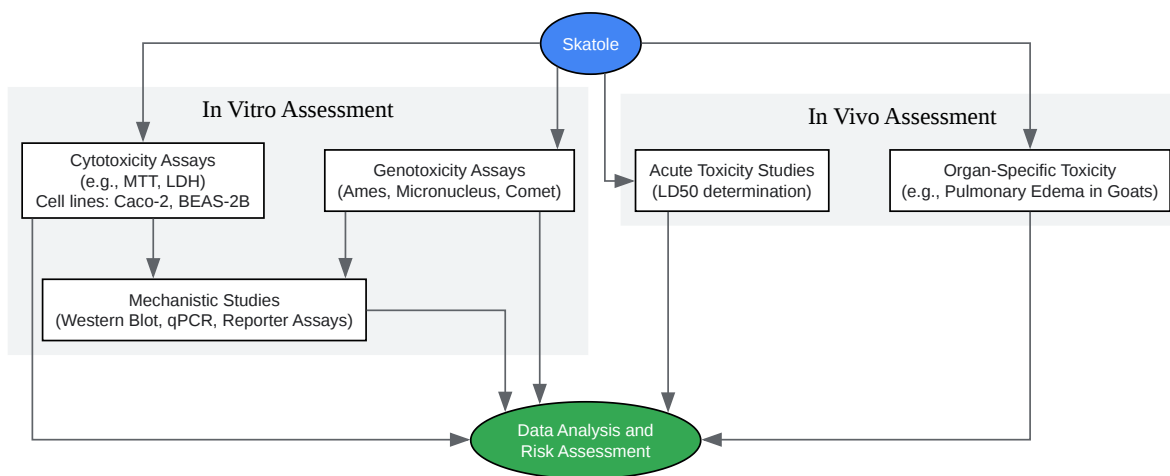 Skatole
In Vitro Assessment
In Vivo Assessment
Cytotoxicity Assays
(e.g., MTT, LDH)
Cell lines: Caco-2, BEAS-2B
Genotoxicity Assays
(Ames, Micronucleus, Comet)
Acute Toxicity Studies
(LD50 determination)
Organ-Specific Toxicity
(e.g., Pulmonary Edema in Goats)
Mechanistic Studies
(Western Blot, qPCR, Reporter Assays)
Data Analysis and
Risk Assessment